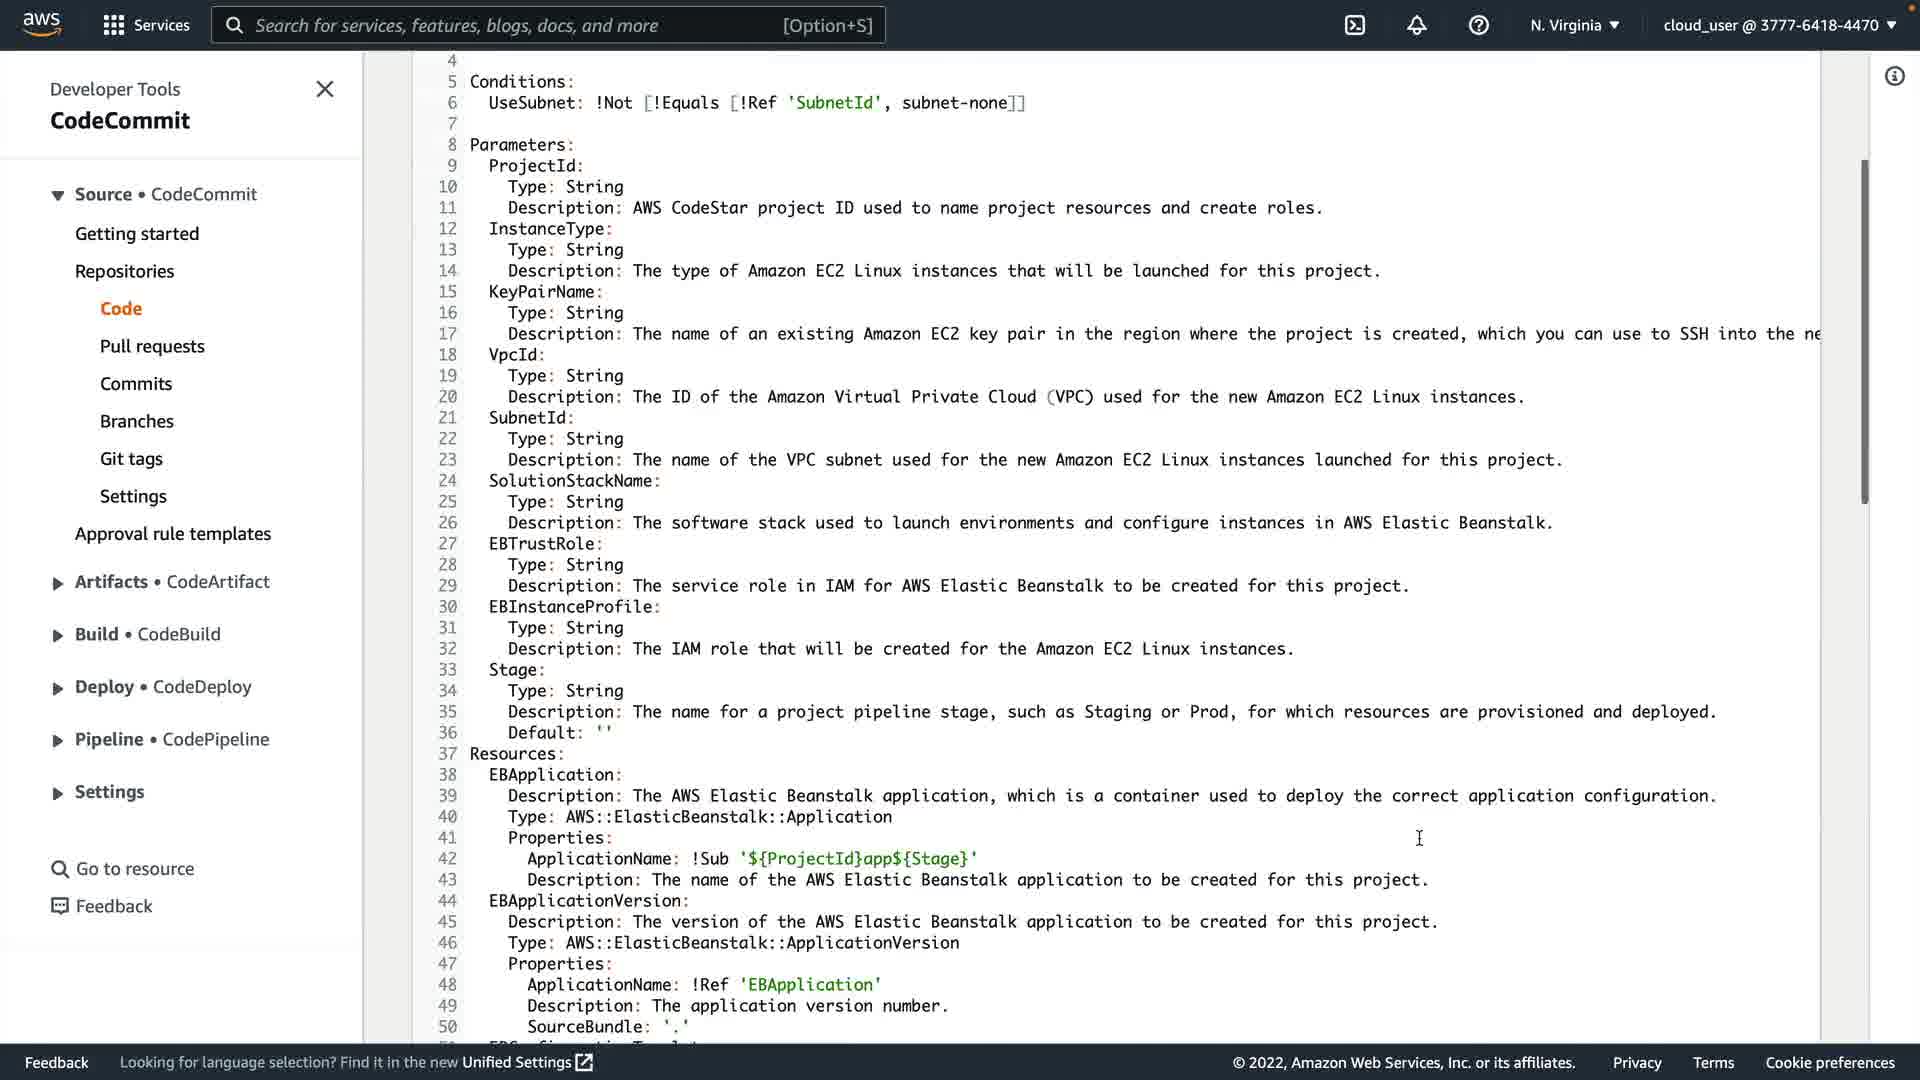 aws
Services
Search for services, features, blogs, docs, and more
[Option+S]
N. Virginia
cloud_user @ 3777-6418-4470
Developer Tools
CodeCommit
Source • CodeCommit
Getting started
Repositories
Code
Pull requests
Commits
Branches
Git tags
Settings
Approval rule templates
Artifacts • CodeArtifact
Build • CodeBuild
Deploy • CodeDeploy
Pipeline • CodePipeline
Settings
Go to resource
Feedback
4
5 Conditions:
6 UseSubnet: !Not [!Equals [!Ref 'SubnetId', subnet-none]]
7
8 Parameters:
9 ProjectId:
10 Type: String
11 Description: AWS CodeStar project ID used to name project resources and create roles.
12 InstanceType:
13 Type: String
14 Description: The type of Amazon EC2 Linux instances that will be launched for this project.
15 KeyPairName:
16 Type: String
17 Description: The name of an existing Amazon EC2 key pair in the region where the project is created, which you can use to SSH into the ne
18 VpcId:
19 Type: String
20 Description: The ID of the Amazon Virtual Private Cloud (VPC) used for the new Amazon EC2 Linux instances.
21 SubnetId:
22 Type: String
23 Description: The name of the VPC subnet used for the new Amazon EC2 Linux instances launched for this project.
24 SolutionStackName:
25 Type: String
26 Description: The software stack used to launch environments and configure instances in AWS Elastic Beanstalk.
27 EBTrustRole:
28 Type: String
29 Description: The service role in IAM for AWS Elastic Beanstalk to be created for this project.
30 EBInstanceProfile:
31 Type: String
32 Description: The IAM role that will be created for the Amazon EC2 Linux instances.
33 Stage:
34 Type: String
35 Description: The name for a project pipeline stage, such as Staging or Prod, for which resources are provisioned and deployed.
36 Default: ''
37 Resources:
38 EBApplication:
39 Description: The AWS Elastic Beanstalk application, which is a container used to deploy the correct application configuration.
40 Type: AWS::ElasticBeanstalk::Application
41 Properties:
42 ApplicationName: !Sub '${ProjectId}app${Stage}'
43 Description: The name of the AWS Elastic Beanstalk application to be created for this project.
44 EBApplicationVersion:
45 Description: The version of the AWS Elastic Beanstalk application to be created for this project.
46 Type: AWS::ElasticBeanstalk::ApplicationVersion
47 Properties:
48 ApplicationName: !Ref 'EBApplication'
49 Description: The application version number.
50 SourceBundle: '.'
Feedback
Looking for language selection? Find it in the new Unified Settings
© 2022, Amazon Web Services, Inc. or its affiliates.
Privacy
Terms
Cookie preferences